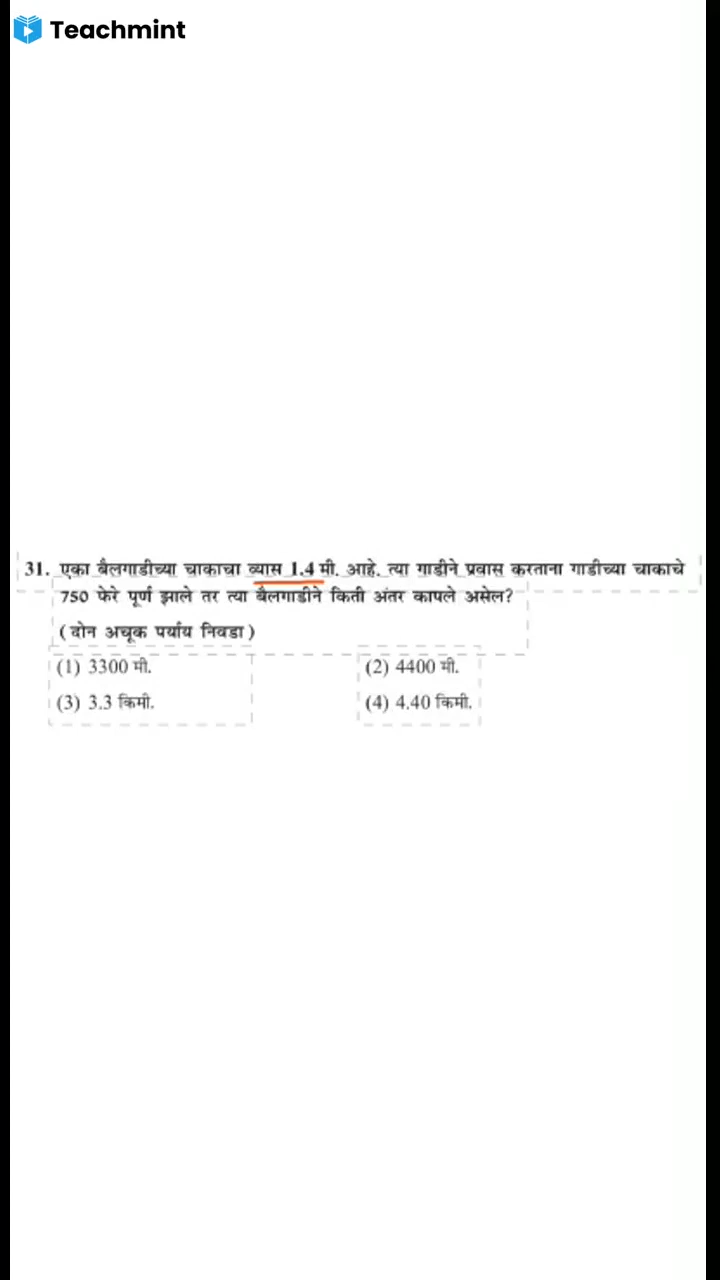 Teachmint
31. एका बैलगाडीच्या चाकाचा व्यास 1.4 मी. आहे. त्या गाडीने प्रवास करताना गाडीच्या चाकाचे
750 फेरे पूर्ण झाले तर त्या बैलगाडीने किती अंतर कापले असेल?
(दोन अचूक पर्याय निवडा)
(1) 3300 मी. (2) 4400 मी.
(3) 3.3 किमी. (4) 4.40 किमी.